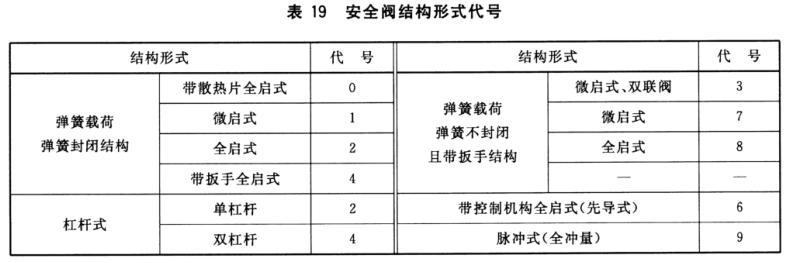 表 19 安全阀结构形式代号
结构形式 代 号 结构形式 代 号
弹簧载荷
弹簧封闭结构
带散热片全启式 0
微启式 1
全启式 2
带扳手全启式 4
弹簧载荷
弹簧不封闭
且带扳手结构
微启式、双联阀 3
微启式 7
全启式 8
— —
杠杆式
单杠杆 2
双杠杆 4
带控制机构全启式(先导式) 6
脉冲式(全冲量) 9